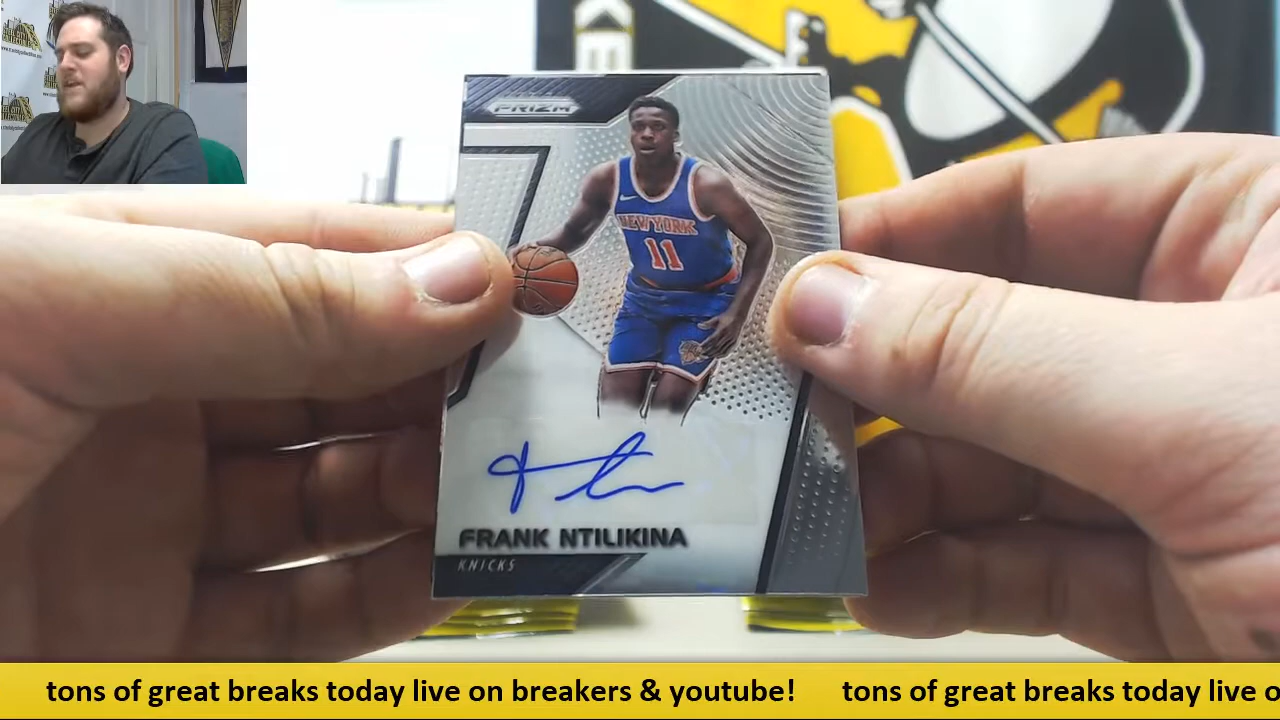 PRIZM
NEW YORK
11
FRANK NTILIKINA
KNICKS
tons of great breaks today live on breakers & youtube!
tons of great breaks today live o